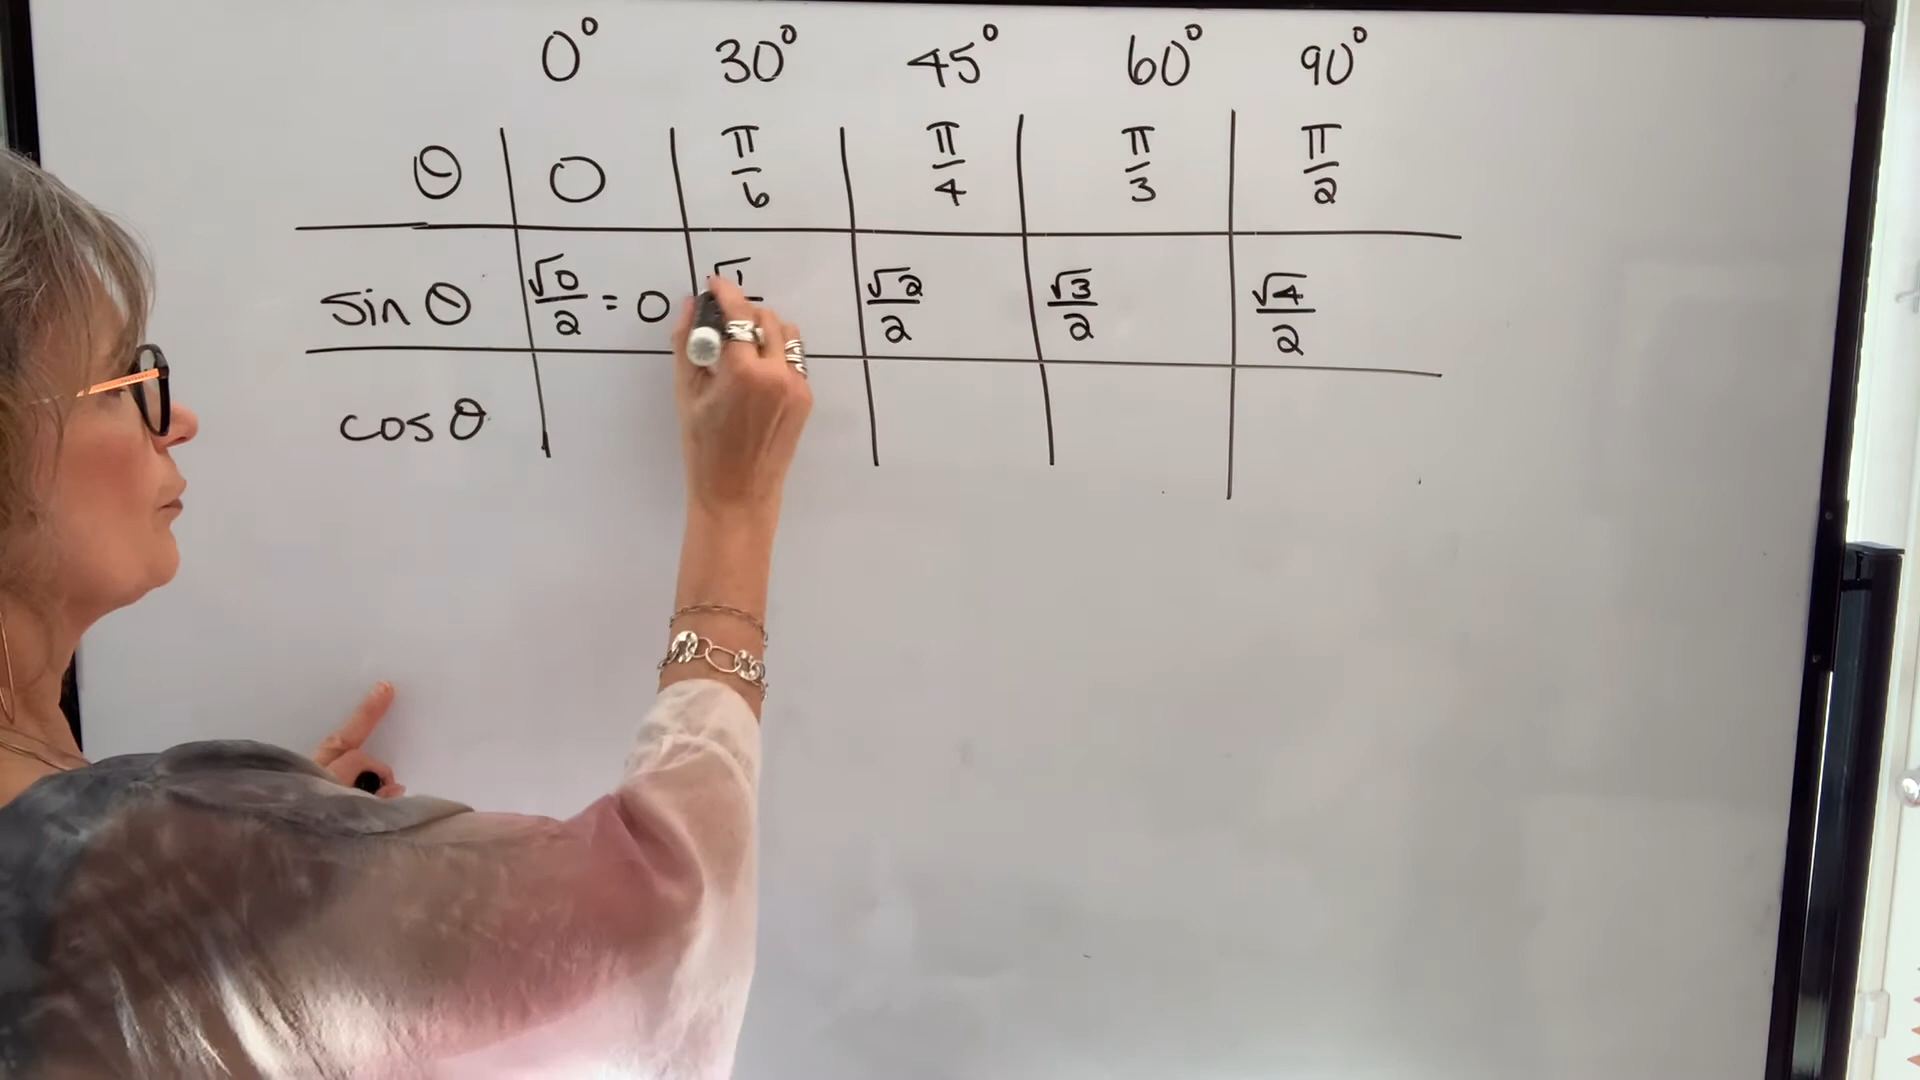 0° 30° 45° 60° 90°
θ 0 π/6 π/4 π/3 π/2
sin θ √0/2 = 0 √1 √2/2 √3/2 √4/2
cos θ